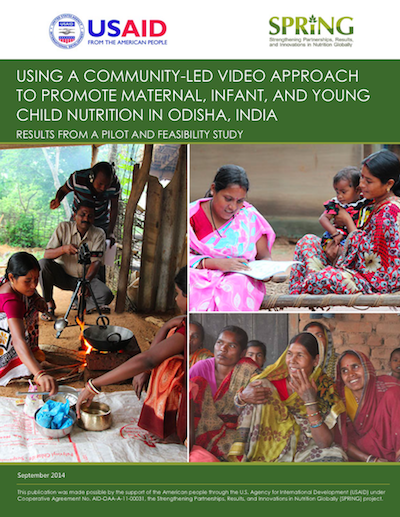 USAID
FROM THE AMERICAN PEOPLE
SPRING
Strengthening Partnerships, Results,
and Innovations in Nutrition Globally
USING A COMMUNITY-LED VIDEO APPROACH
TO PROMOTE MATERNAL, INFANT, AND YOUNG
CHILD NUTRITION IN ODISHA, INDIA
RESULTS FROM A PILOT AND FEASIBILITY STUDY
September 2014
This publication was made possible by the support of the American people through the U.S. Agency for International Development (USAID) under
Cooperative Agreement No. AID-OAA-A-11-00031, the Strengthening Partnerships, Results, and Innovations in Nutrition Globally (SPRING) project.